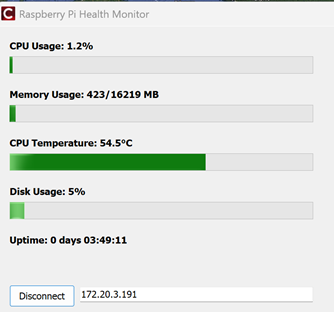 Raspberry Pi Health Monitor
CPU Usage: 1.2%
Memory Usage: 423/16219 MB
CPU Temperature: 54.5°C
Disk Usage: 5%
Uptime: 0 days 03:49:11
Disconnect 172.20.3.191